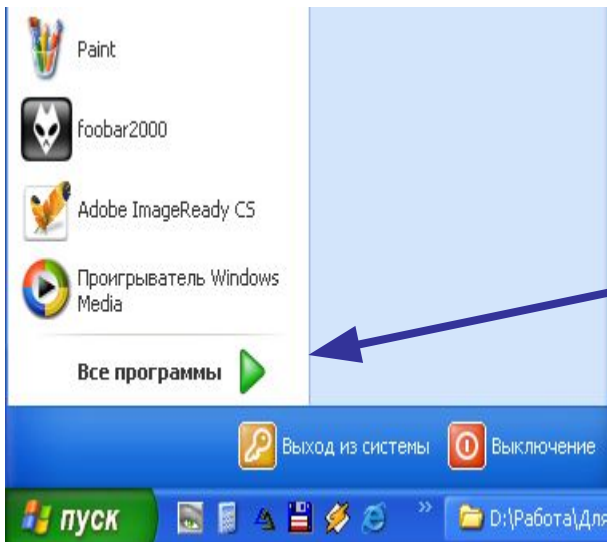 Paint
foobar2000
Adobe ImageReady CS
Проигрыватель Windows
Media
Все программы
Выход из системы
Выключение
пуск
D:\Работа\Для